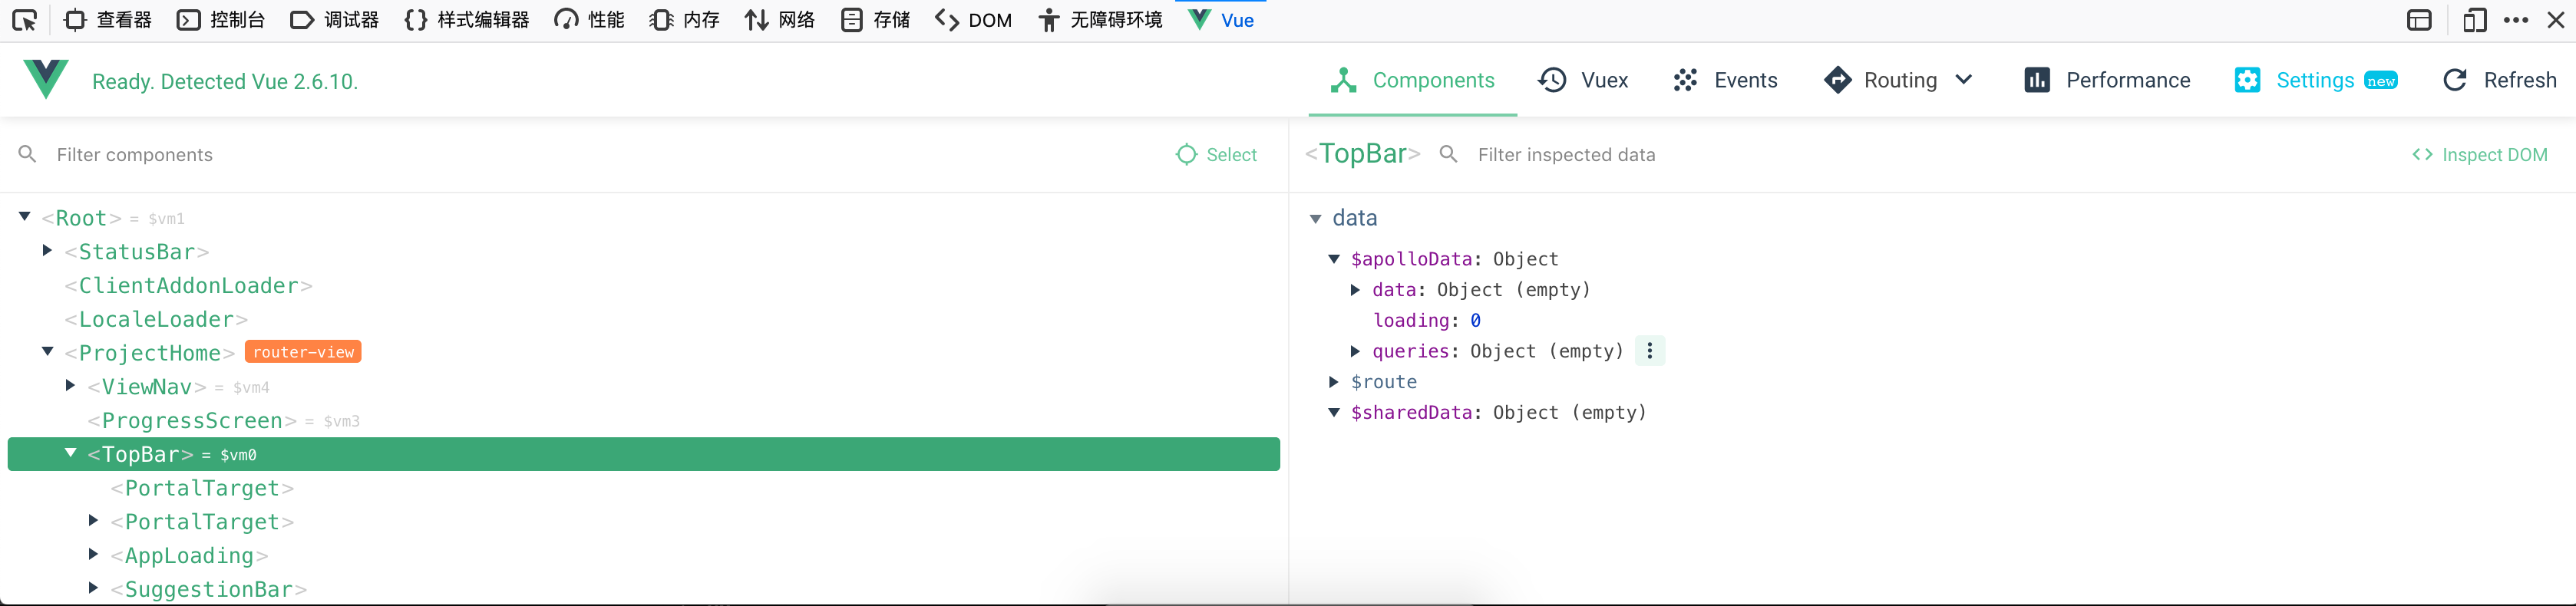 查看器 控制台 调试器 样式编辑器 性能 内存 网络 存储 DOM 无障碍环境 Vue
Ready. Detected Vue 2.6.10. Components Vuex Events Routing Performance Settings new Refresh
Filter components Select
<Root> = $vm1
<StatusBar>
<ClientAddonLoader>
<LocaleLoader>
<ProjectHome> router-view
<ViewNav> = $vm4
<ProgressScreen> = $vm3
<TopBar> = $vm0
<PortalTarget>
<PortalTarget>
<AppLoading>
<SuggestionBar>
<TopBar> Filter inspected data Inspect DOM
data
$apolloData: Object
data: Object (empty)
loading: 0
queries: Object (empty)
$route
$sharedData: Object (empty)